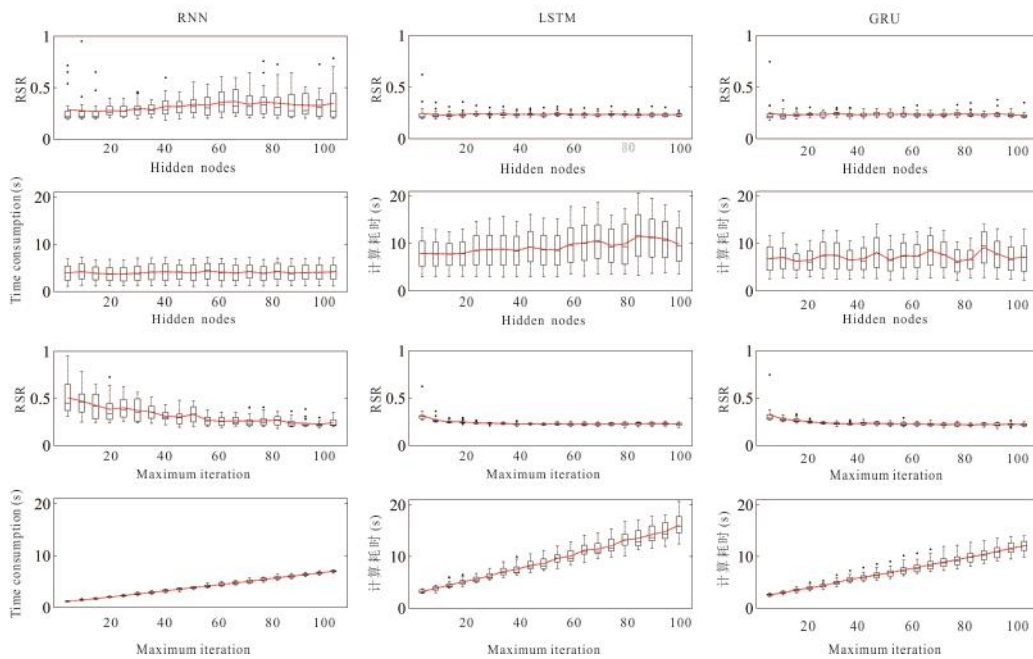 RNN LSTM GRU
1 1 1
RSR RSR RSR
0.5 0.5 0.5
0 0 0
20 40 60 80 100 20 40 60 80 100 20 40 60 80 100
Hidden nodes Hidden nodes Hidden nodes
Time consumption(s) 计算耗时(s) 计算耗时(s)
20 20 20
10 10 10
0 0 0
20 40 60 80 100 20 40 60 80 100 20 40 60 80 100
Hidden nodes Hidden nodes Hidden nodes
1 1 1
RSR RSR RSR
0.5 0.5 0.5
0 0 0
20 40 60 80 100 20 40 60 80 100 20 40 60 80 100
Maximum iteration Maximum iteration Maximum iteration
Time consumption(s) 计算耗时(s) 计算耗时(s)
20 20 20
10 10 10
0 0 0
20 40 60 80 100 20 40 60 80 100 20 40 60 80 100
Maximum iteration Maximum iteration Maximum iteration